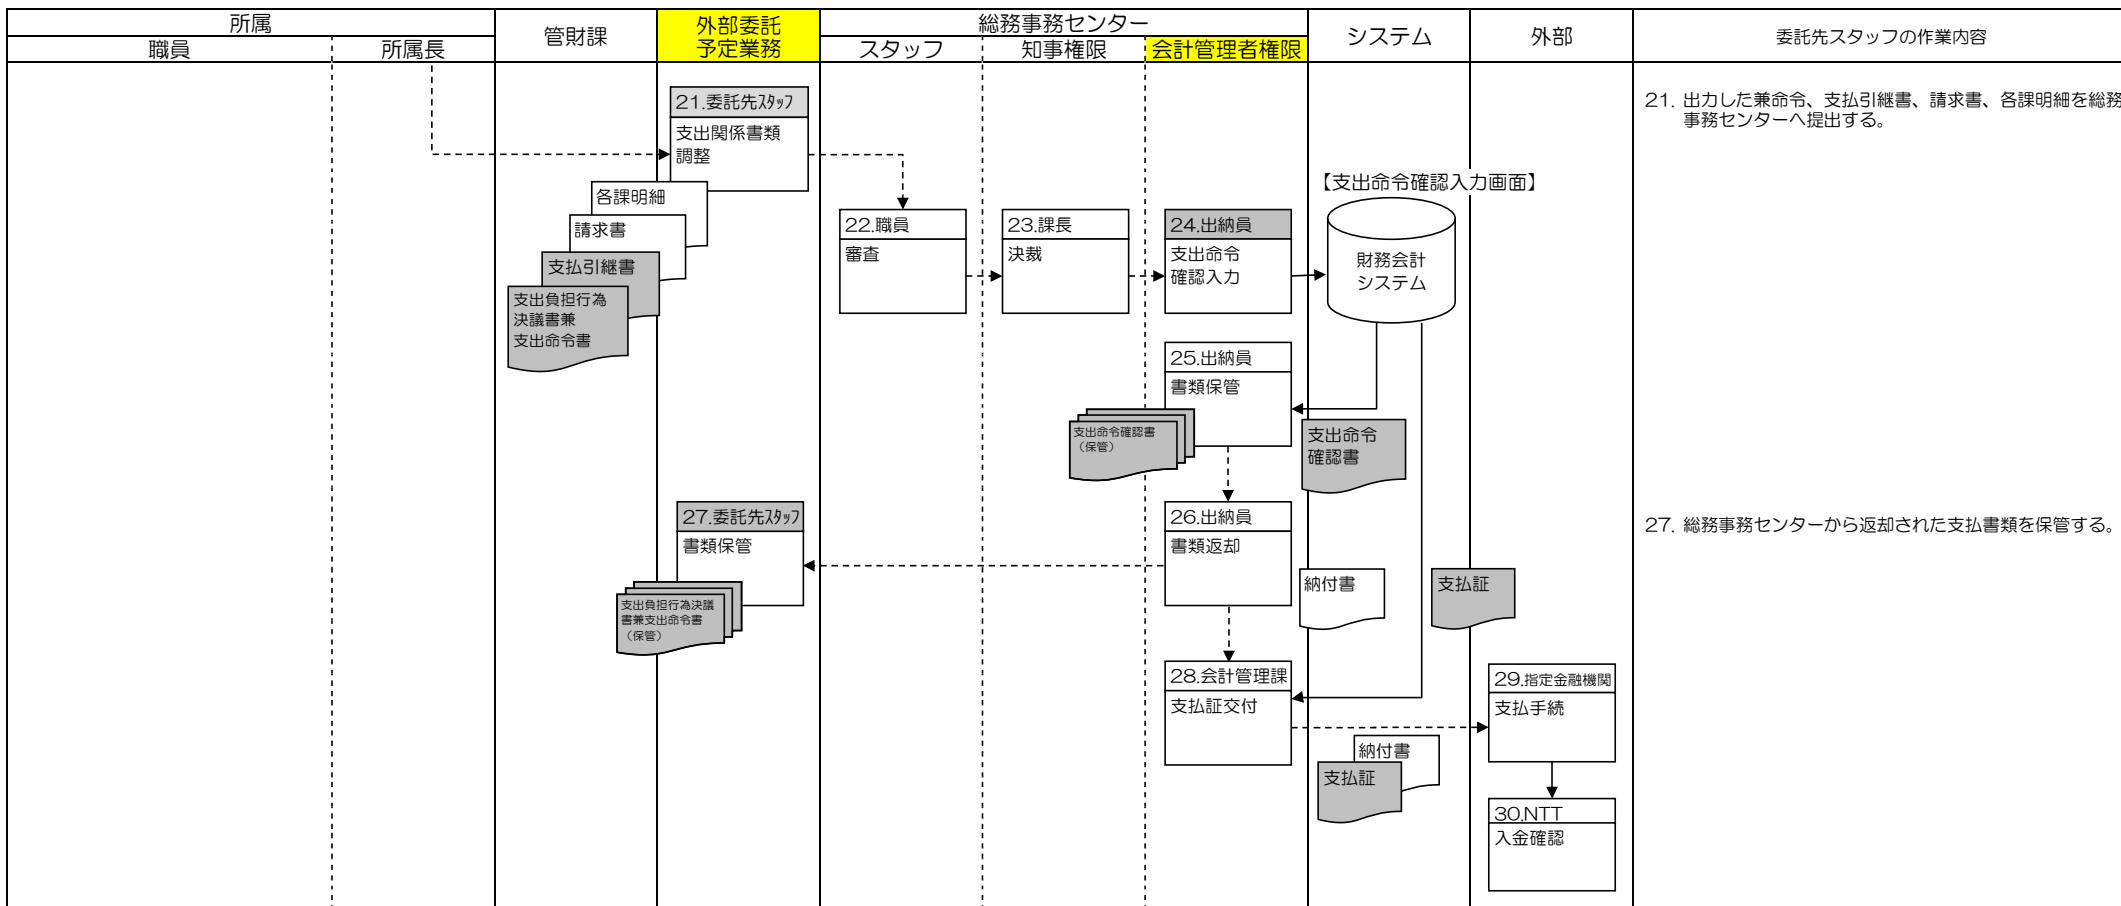 所属
職員
所属長
管財課
外部委託
予定業務
総務事務センター
スタッフ
知事権限
会計管理者権限
システム
外部
委託先スタッフの作業内容
21.委託先ｽﾀｯﾌ
支出関係書類
調整
各課明細
請求書
支払引継書
支出負担行為
決議書兼
支出命令書
21. 出力した兼命令、支払引継書、請求書、各課明細を総務
事務センターへ提出する。
22.職員
審査
23.課長
決裁
24.出納員
支出命令
確認入力
【支出命令確認入力画面】
財務会計
システム
25.出納員
書類保管
支出命令確認書
（保管）
支出命令
確認書
27.委託先ｽﾀｯﾌ
書類保管
支出負担行為決議
書兼支出命令書
（保管）
26.出納員
書類返却
納付書
支払証
27. 総務事務センターから返却された支払書類を保管する。
28.会計管理課
支払証交付
納付書
支払証
29.指定金融機関
支払手続
30.NTT
入金確認